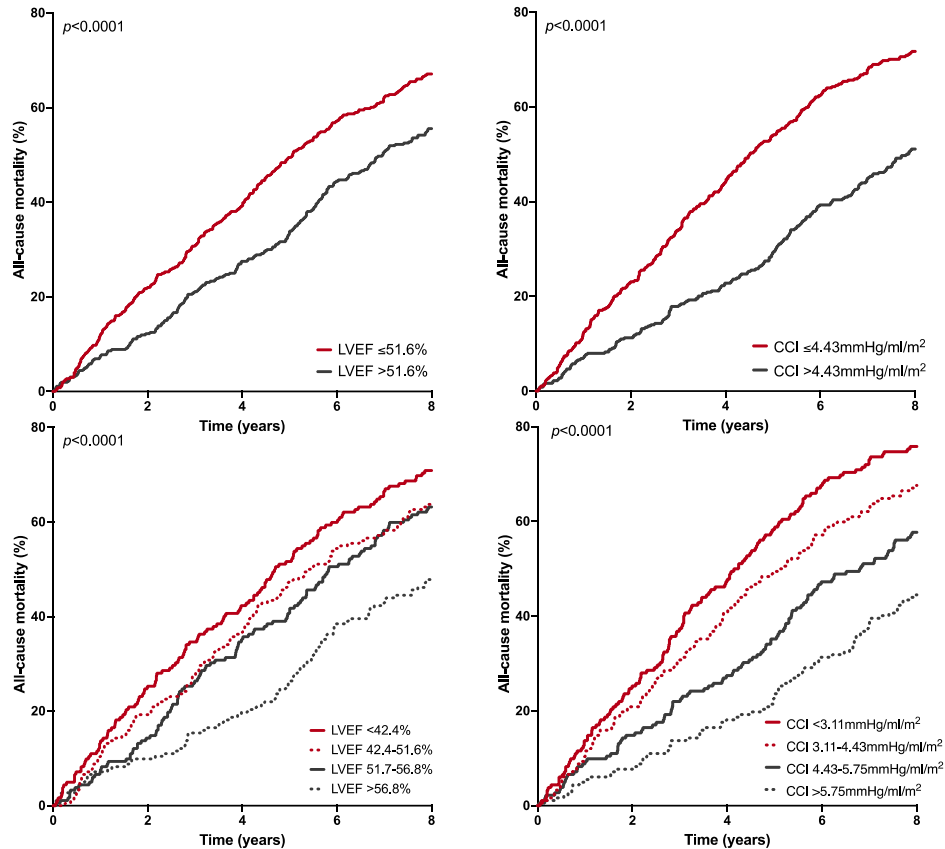 p<0.0001
All-cause mortality (%)
80
60
40
20
0
LVEF ≤51.6%
LVEF >51.6%
0 2 4 6 8
Time (years)
p<0.0001
All-cause mortality (%)
80
60
40
20
0
CCI ≤4.43mmHg/ml/m²
CCI >4.43mmHg/ml/m²
0 2 4 6 8
Time (years)
p<0.0001
All-cause mortality (%)
80
60
40
20
0
LVEF <42.4%
LVEF 42.4-51.6%
LVEF 51.7-56.8%
LVEF >56.8%
0 2 4 6 8
Time (years)
p<0.0001
All-cause mortality (%)
80
60
40
20
0
CCI <3.11mmHg/ml/m²
CCI 3.11-4.43mmHg/ml/m²
CCI 4.43-5.75mmHg/ml/m²
CCI >5.75mmHg/ml/m²
0 2 4 6 8
Time (years)